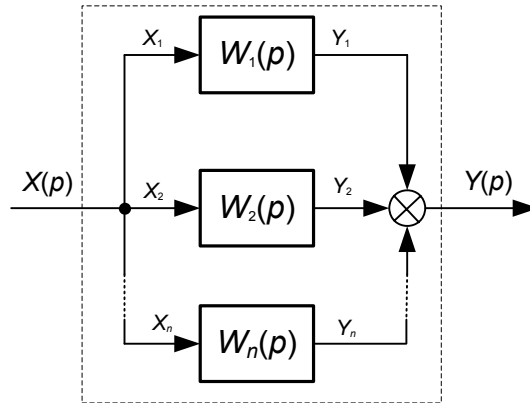 X₁ W₁(p) Y₁
X(p) X₂ W₂(p) Y₂ Y(p)
Xₙ Wₙ(p) Yₙ